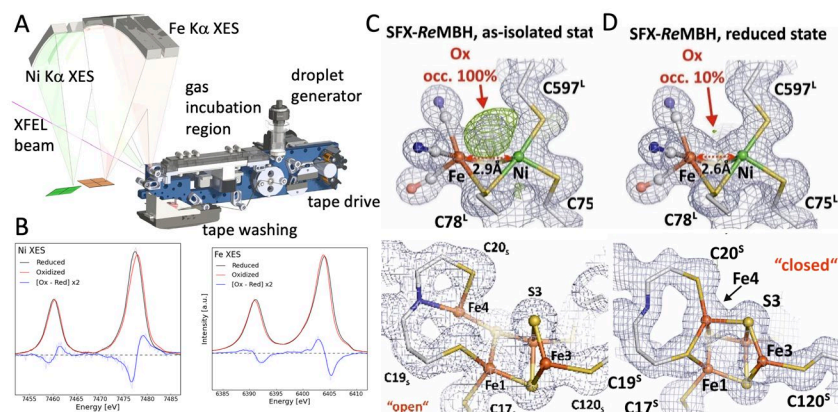 A
Fe Kα XES
Ni Kα XES
XFEL
beam
gas
incubation
region
droplet
generator
tape drive
tape washing
B
Ni XES
Reduced
Oxidized
[Ox - Red] x2
7455 7460 7465 7470 7475 7480 7485
Energy [eV]
Fe XES
Reduced
Oxidized
[Ox - Red] x2
Intensity [a.u.]
6385 6390 6395 6400 6405 6410
Energy [eV]
C
SFX-ReMBH, as-isolated stat
Ox
occ. 100%
C597L
Fe
2.9Å
Ni
C78L
C75
C20S
Fe4
S3
Fe3
C19S
Fe1
"open"
C17
C120S
D
SFX-ReMBH, reduced state
Ox
occ. 10%
C597L
Fe
2.6Å
Ni
C78L
C75L
C20S
"closed"
Fe4
S3
Fe3
C19S
Fe1
C17S
C120S